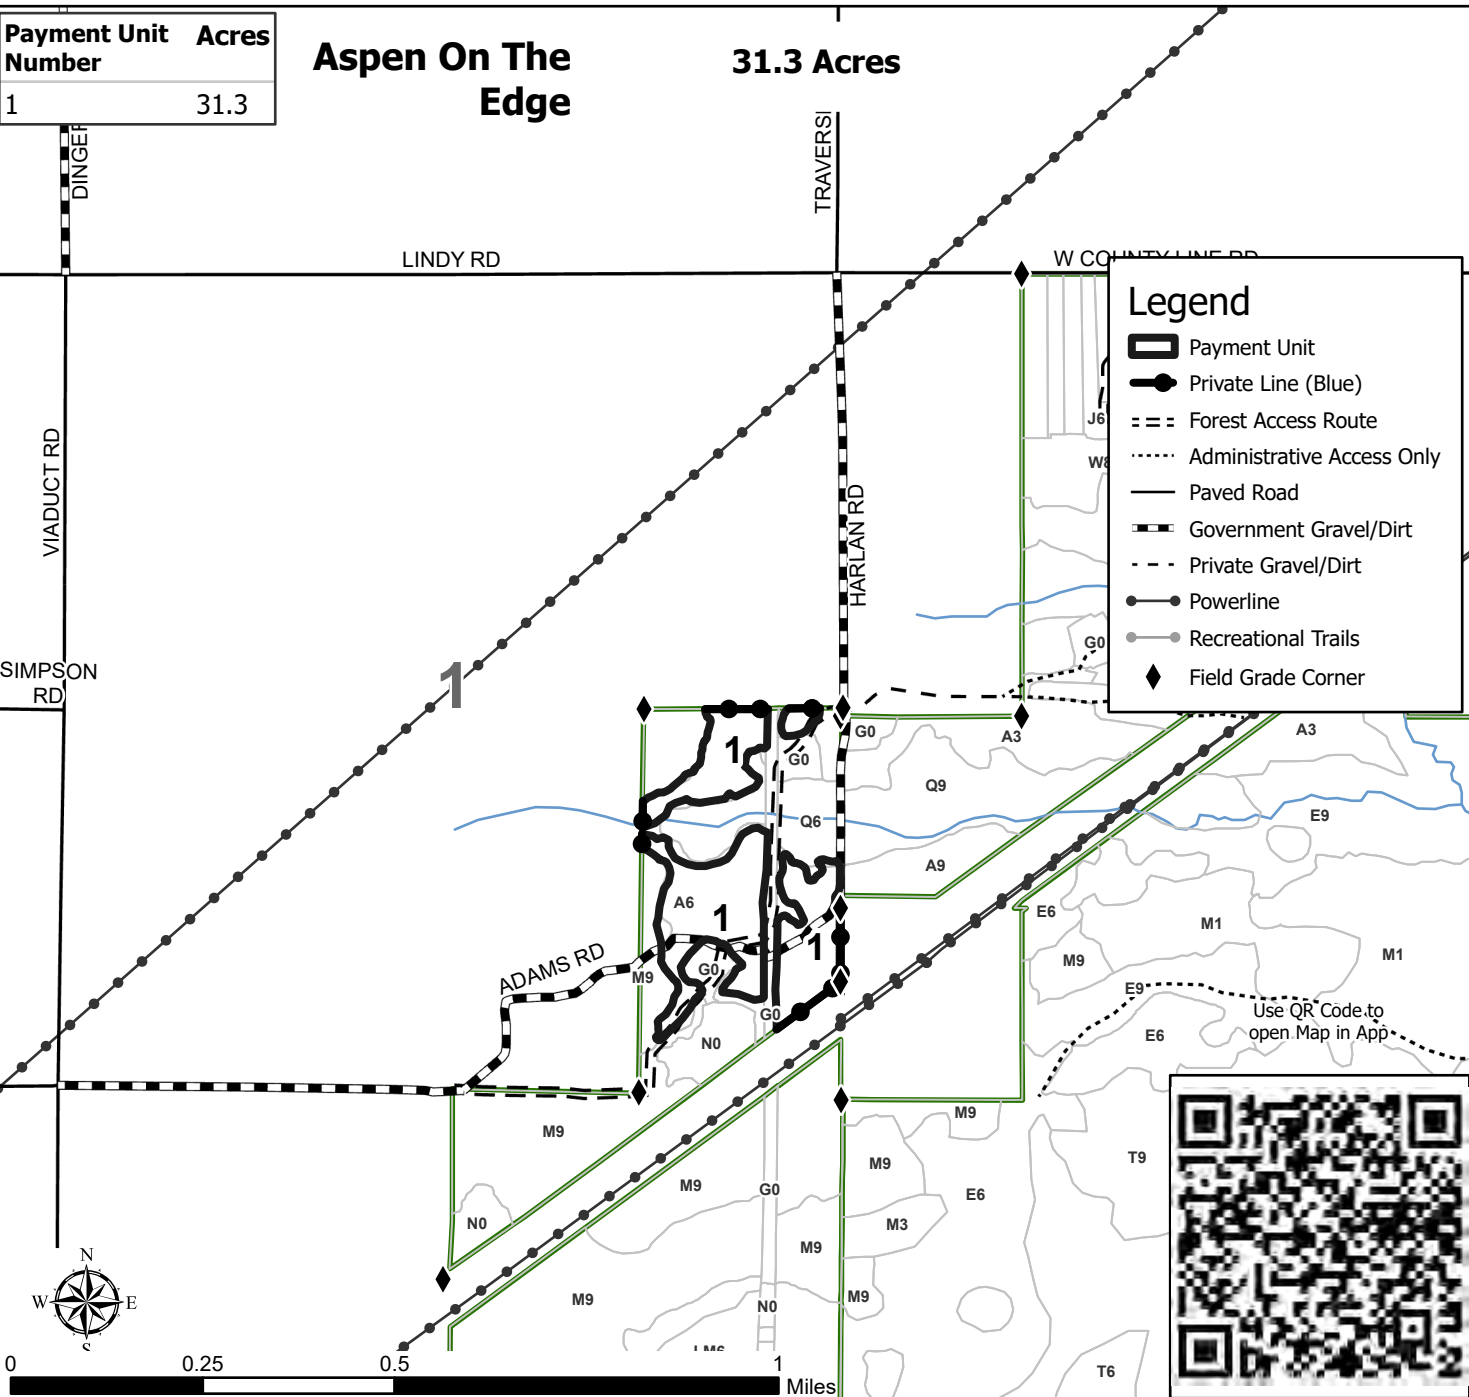 Payment Unit Number Acres
1 31.3
Aspen On The
Edge
31.3 Acres
LINDY RD
VIADUCT RD
SIMPSON
RD
HARLAN RD
ADAMS RD
1
1
1
1
Legend
Payment Unit
Private Line (Blue)
Forest Access Route
Administrative Access Only
Paved Road
Government Gravel/Dirt
Private Gravel/Dirt
Powerline
Recreational Trails
Field Grade Corner
J6
G0
G0
G0
A3
A3
Q9
Q6
E9
A9
A6
E6
M1
M1
M9
M9
G0
E9
E6
G0
N0
M9
M9
T9
M9
M9
G0
E6
N0
M3
M9
M9
M9
N0
T6
Use QR Code to
open Map in App
N
W E
S
0 0.25 0.5 1
Miles